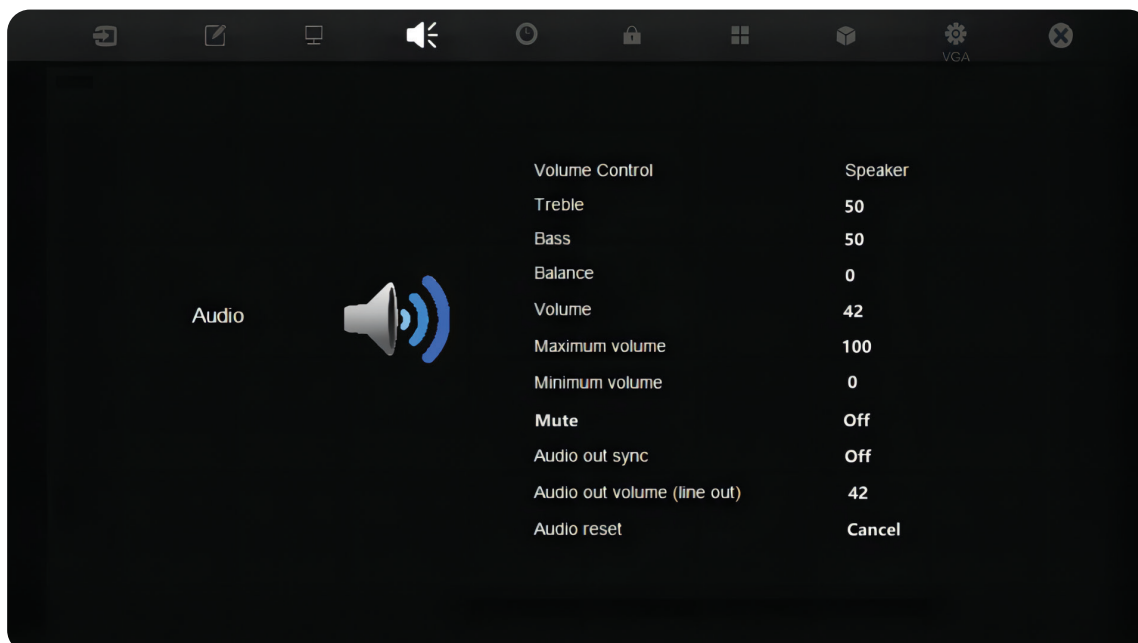 VGA
Volume Control Speaker
Treble 50
Bass 50
Balance 0
Audio
Volume 42
Maximum volume 100
Minimum volume 0
Mute Off
Audio out sync Off
Audio out volume (line out) 42
Audio reset Cancel